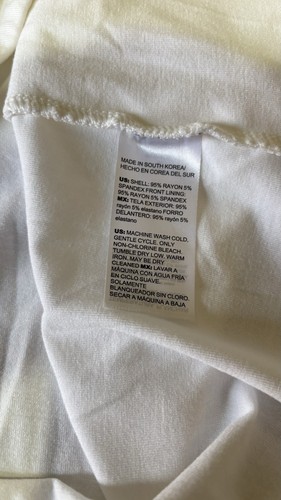 MADE IN SOUTH KOREA/
HECHO EN COREA DEL SUR
US: SHELL: 95% RAYON 5%
SPANDEX FRONT LINING:
95% RAYON 5% SPANDEX
MX: TELA EXTERIOR: 95%
rayón 5% elastano FORRO
DELANTERO: 95% rayón 5%
elastano
US: MACHINE WASH COLD,
GENTLE CYCLE. ONLY
NON-CHLORINE BLEACH,
TUMBLE DRY LOW, WARM
IRON, MAY BE DRY
CLEANED MX: LAVAR A
MÁQUINA CON AGUA FRÍA
EN CICLO SUAVE.
SOLAMENTE
BLANQUEADOR SIN CLORO.
SECAR A MÁQUINA A BAJA